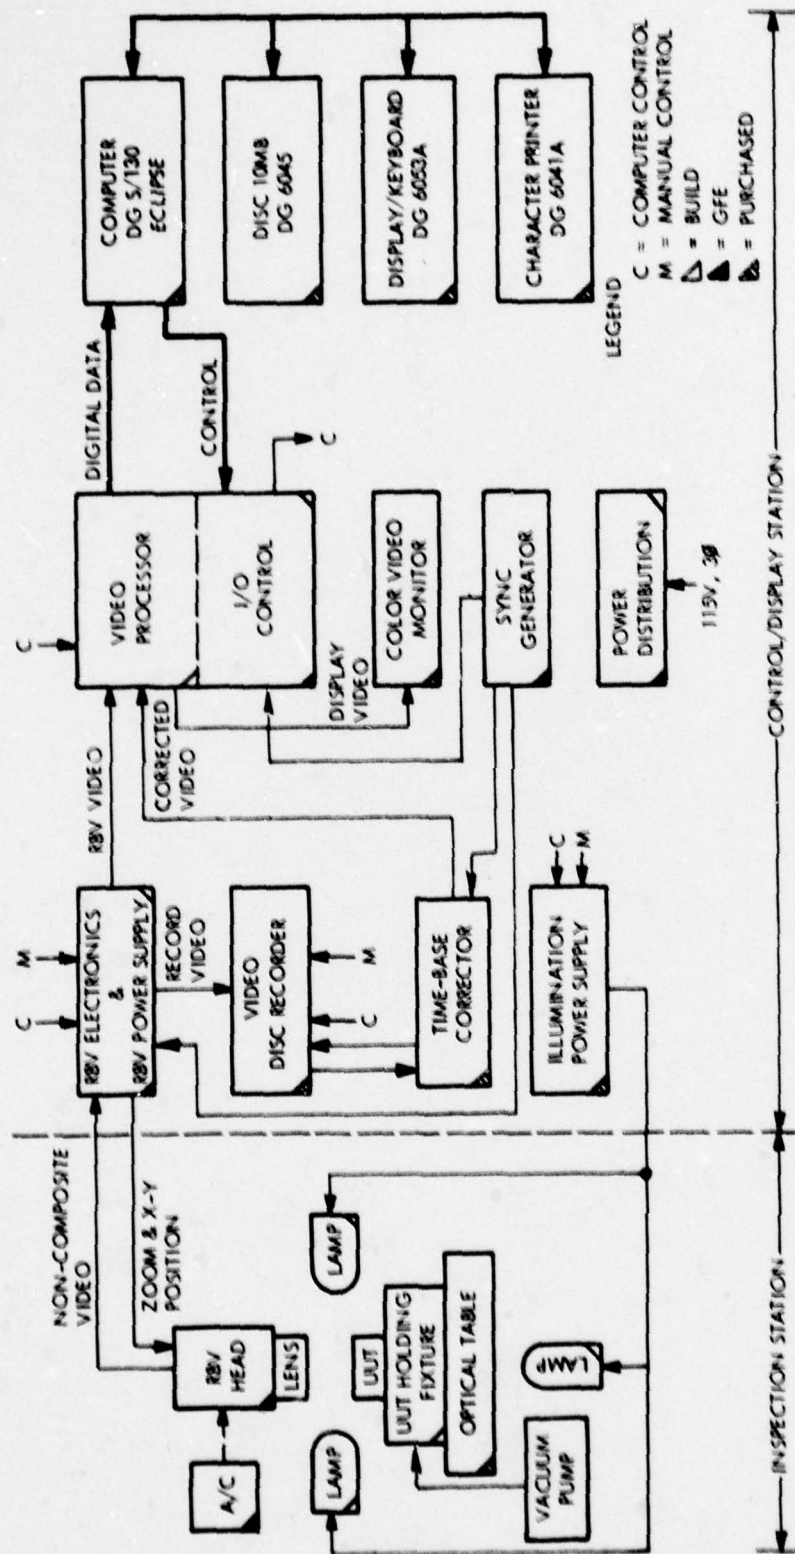 NON-COMPOSITE
VIDEO
ZOOM & X-Y
POSITION
A/C
RBV
HEAD
LENS
LAMP
LAMP
UUT
UUT HOLDING
FIXTURE
OPTICAL TABLE
VACUUM
PUMP
LAMP
INSPECTION STATION
C
M
RBV ELECTRONICS
&
RBV POWER SUPPLY
RECORD
VIDEO
VIDEO
DISC RECORDER
C
M
TIME-BASE
CORRECTOR
ILLUMINATION
POWER SUPPLY
C
M
RBV VIDEO
CORRECTED
VIDEO
C
VIDEO
PROCESSOR
I/O
CONTROL
C
DISPLAY
VIDEO
COLOR VIDEO
MONITOR
SYNC
GENERATOR
POWER
DISTRIBUTION
115V, 3Ø
DIGITAL DATA
CONTROL
COMPUTER
DG S/130
ECLIPSE
DISC 10MB
DG 6045
DISPLAY/KEYBOARD
DG 6053A
CHARACTER PRINTER
DG 6041A
LEGEND
C = COMPUTER CONTROL
M = MANUAL CONTROL
= BUILD
= GFE
= PURCHASED
CONTROL/DISPLAY STATION